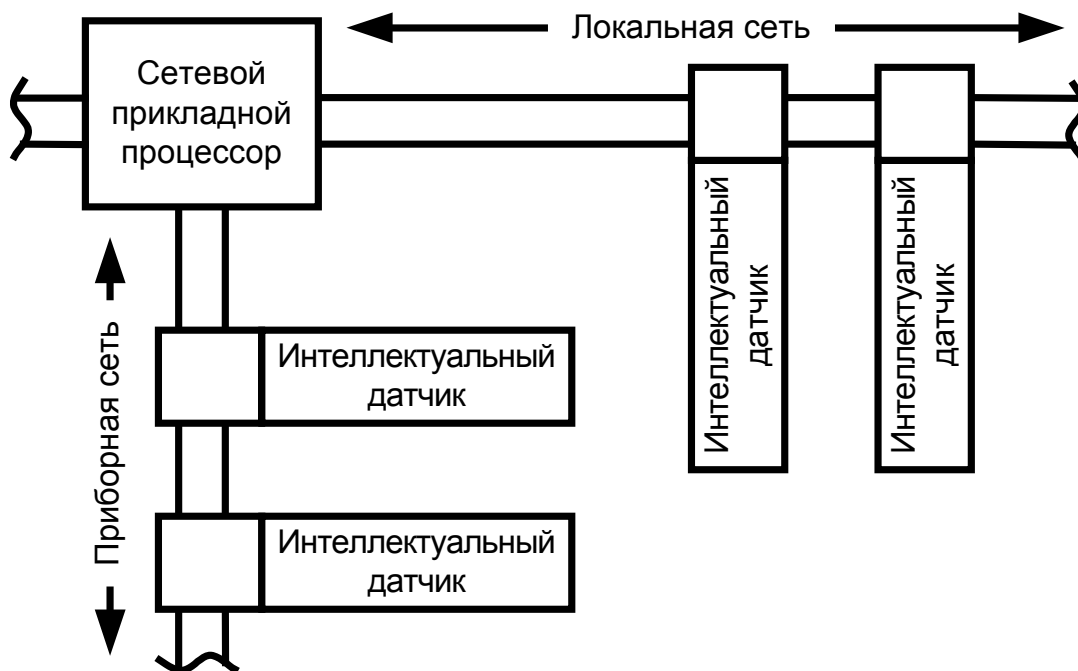 Локальная сеть
Сетевой
прикладной
процессор
Интеллектуальный
датчик
Интеллектуальный
датчик
Приборная сеть
Интеллектуальный
датчик
Интеллектуальный
датчик